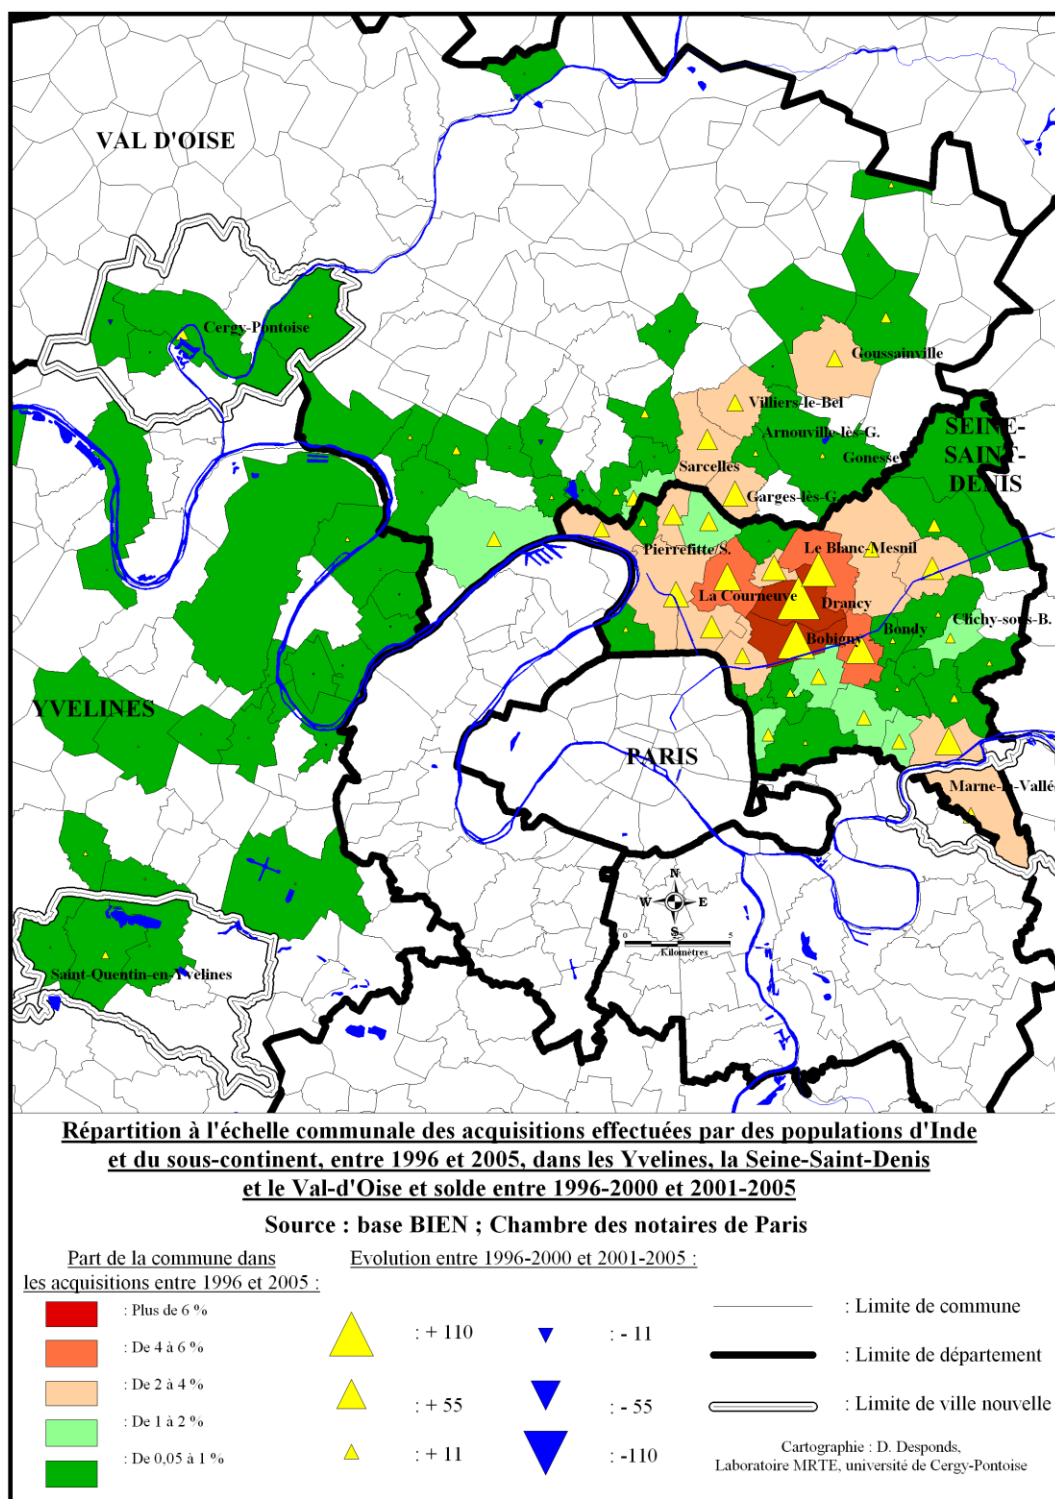 VAL D'OISE
Cergy-Pontoise
Goussainville
Villiers-le-Bel
Arnouville-lès-G.
Gonesse
SEINE-
SAINT-
DENIS
Sarcelles
Garges-lès-G.
Pierrefitte/S.
Le Blanc-Mesnil
La Courneuve
Drancy
Clichy-sous-B.
Bobigny
Bondy
YVELINES
PARIS
Marne-la-Vallé
N
W E
S
0 5
Kilomètres
Saint-Quentin-en-Yvelines
Répartition à l'échelle communale des acquisitions effectuées par des populations d'Inde
et du sous-continent, entre 1996 et 2005, dans les Yvelines, la Seine-Saint-Denis
et le Val-d'Oise et solde entre 1996-2000 et 2001-2005
Source : base BIEN ; Chambre des notaires de Paris
Part de la commune dans
les acquisitions entre 1996 et 2005 :
: Plus de 6 %
: De 4 à 6 %
: De 2 à 4 %
: De 1 à 2 %
: De 0,05 à 1 %
Evolution entre 1996-2000 et 2001-2005 :
: + 110
: + 55
: + 11
: - 11
: - 55
: -110
: Limite de commune
: Limite de département
: Limite de ville nouvelle
Cartographie : D. Desponds,
Laboratoire MRTE, université de Cergy-Pontoise